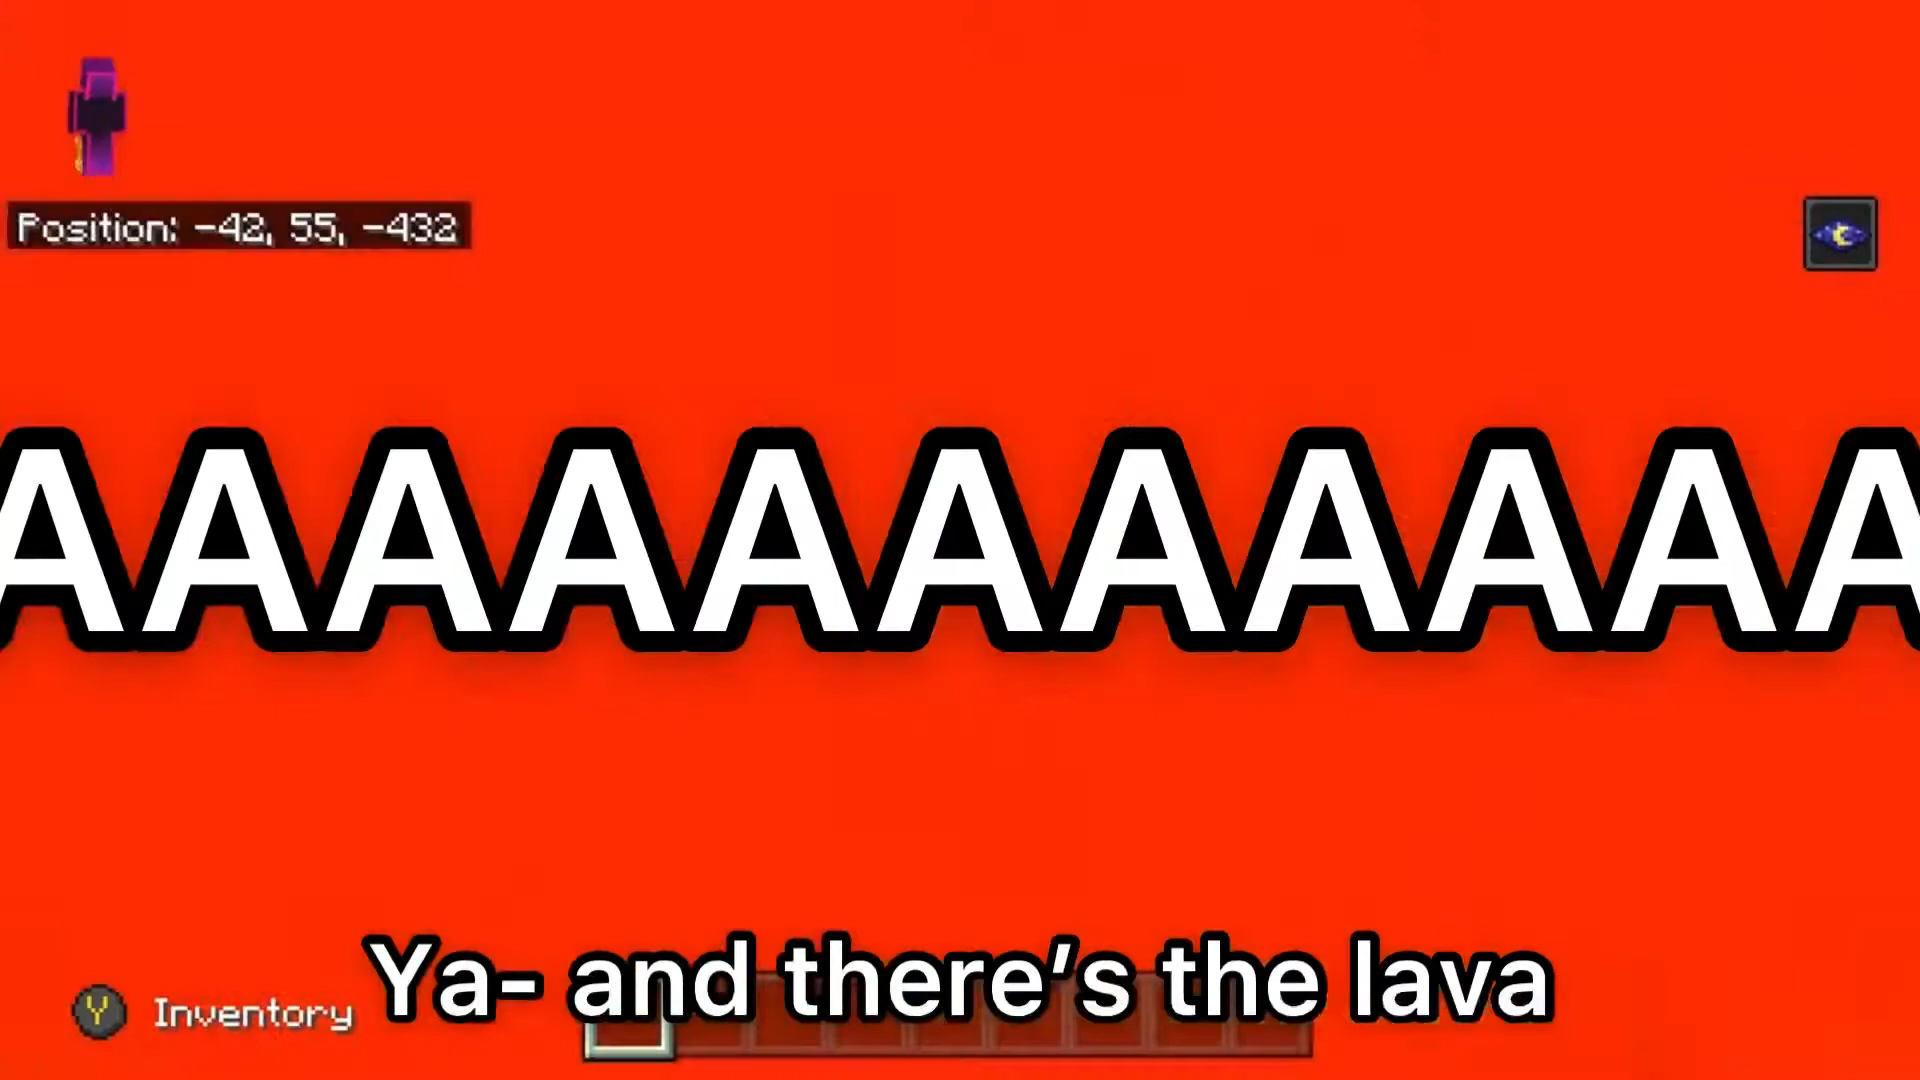 Position: -42, 55, -432
AAAAAAAAAAA
Ya- and there's the lava
Y Inventory